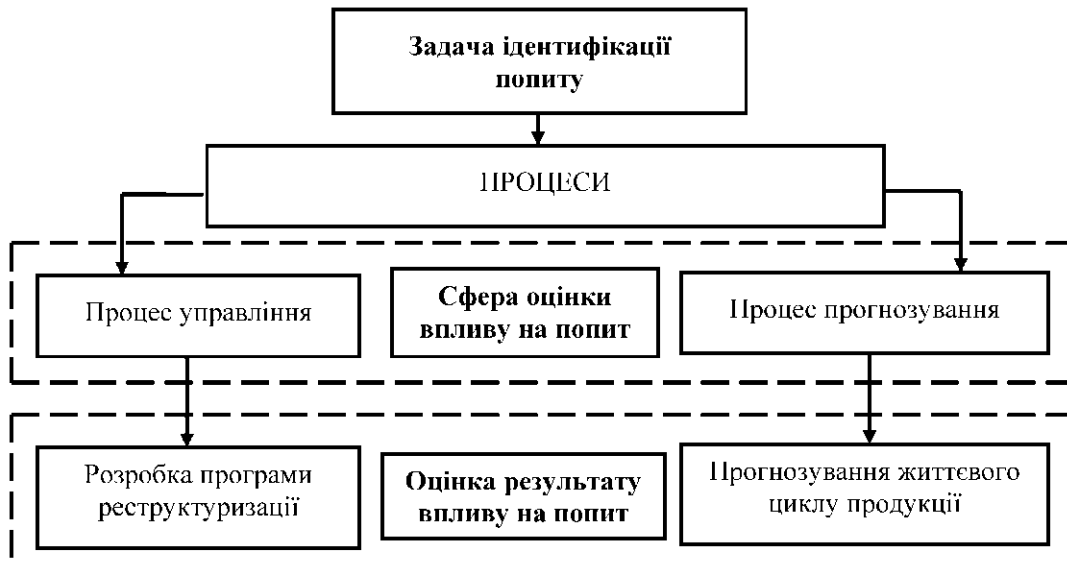 Задача ідентифікації
попиту
ПРОЦЕСИ
Процес управління
Сфера оцінки
впливу на попит
Процес прогнозування
Розробка програми
реструктуризації
Оцінка результату
впливу на попит
Прогнозування життєвого
циклу продукції